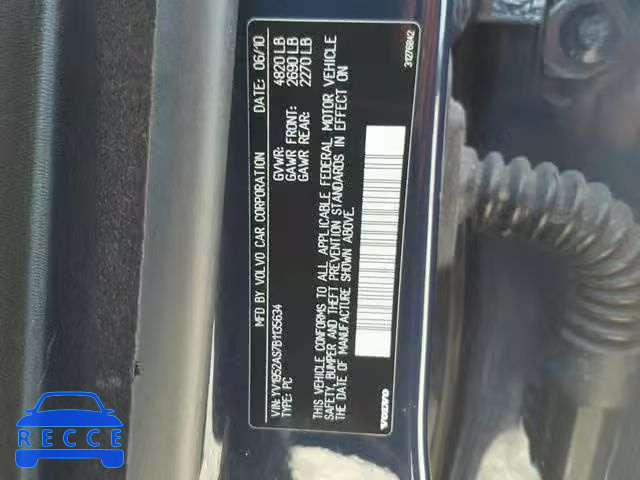 MFD BY VOLVO CAR CORPORATION DATE: 06/10
GVWR: 4820 LB
GAWR FRONT: 2690 LB
GAWR REAR: 2270 LB
THIS VEHICLE CONFORMS TO ALL APPLICABLE FEDERAL MOTOR VEHICLE
SAFETY, BUMPER AND THEFT PREVENTION STANDARDS IN EFFECT ON
THE DATE OF MANUFACTURE SHOWN ABOVE.
VIN: YV1952AS7B1135634
TYPE: PC
VOLVO
31276842
RECCE